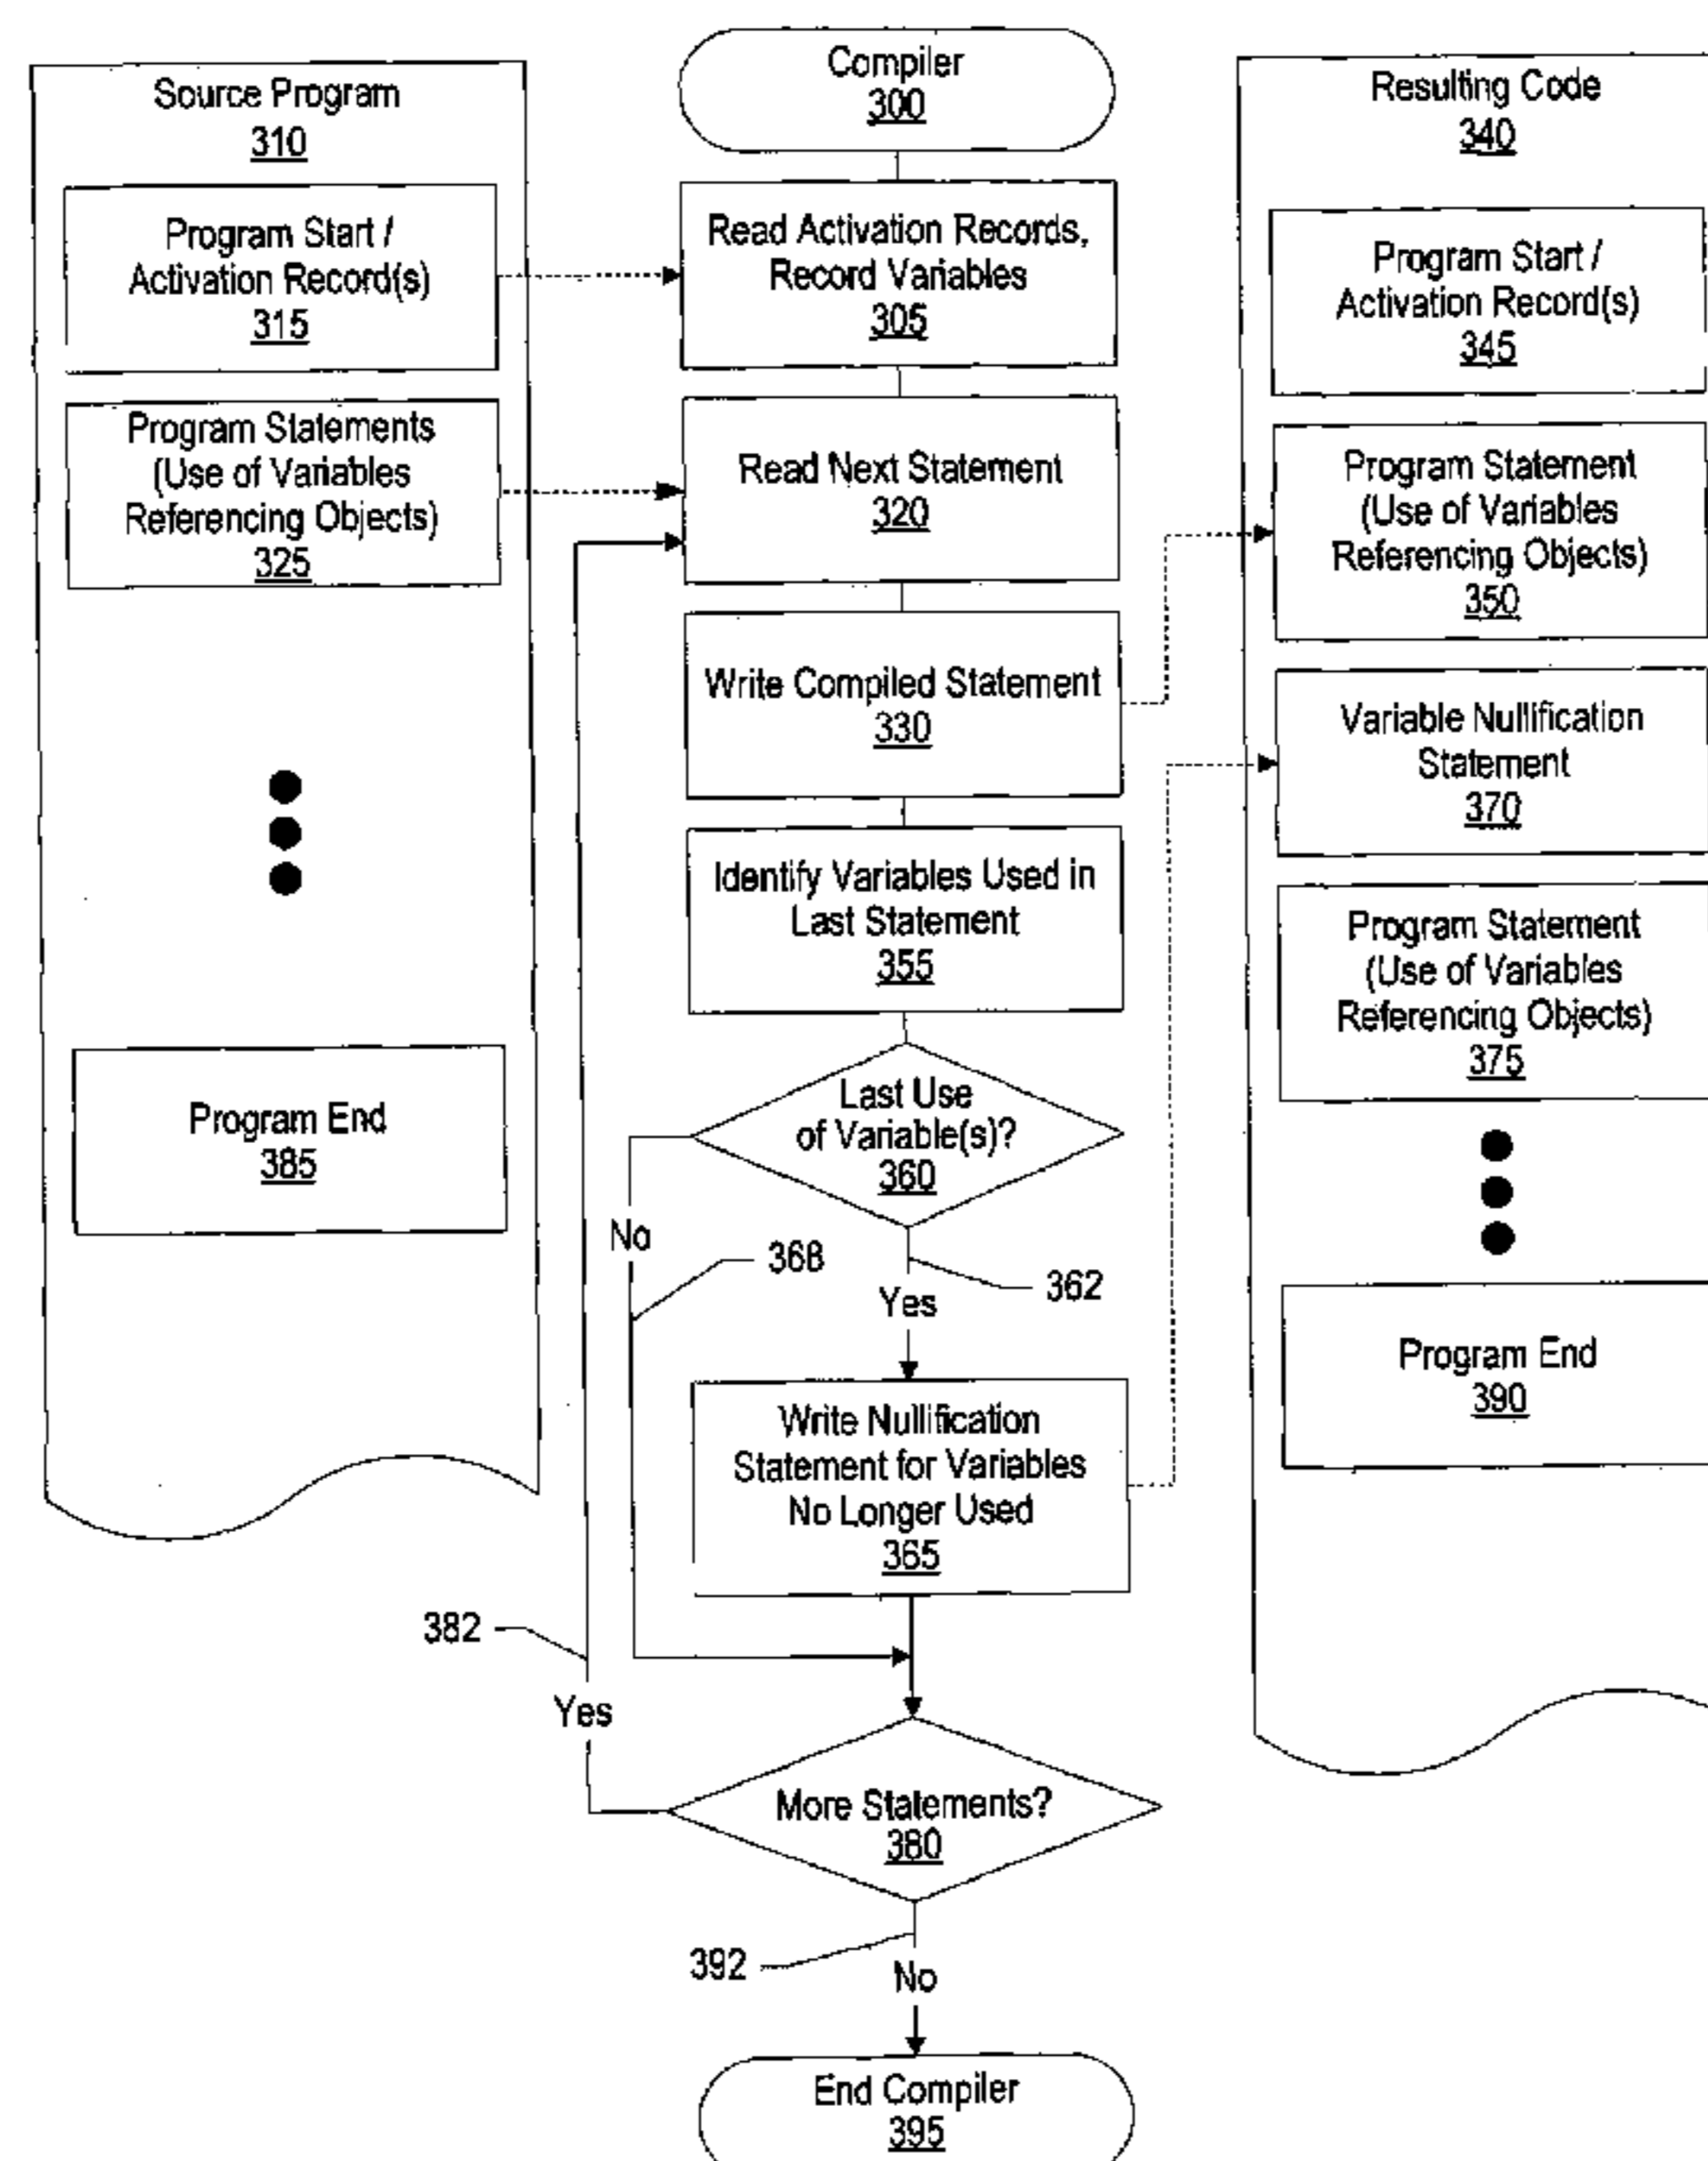 Source Program
310
Program Start /
Activation Record(s)
315
Program Statements
(Use of Variables
Referencing Objects)
325
Program End
385
Compiler
300
Read Activation Records,
Record Variables
305
Read Next Statement
320
Write Compiled Statement
330
Identify Variables Used in
Last Statement
355
Last Use
of Variable(s)?
360
No
368
362
Yes
Write Nullification
Statement for Variables
No Longer Used
365
382
Yes
More Statements?
380
392
No
End Compiler
395
Resulting Code
340
Program Start /
Activation Record(s)
345
Program Statement
(Use of Variables
Referencing Objects)
350
Variable Nullification
Statement
370
Program Statement
(Use of Variables
Referencing Objects)
375
Program End
390